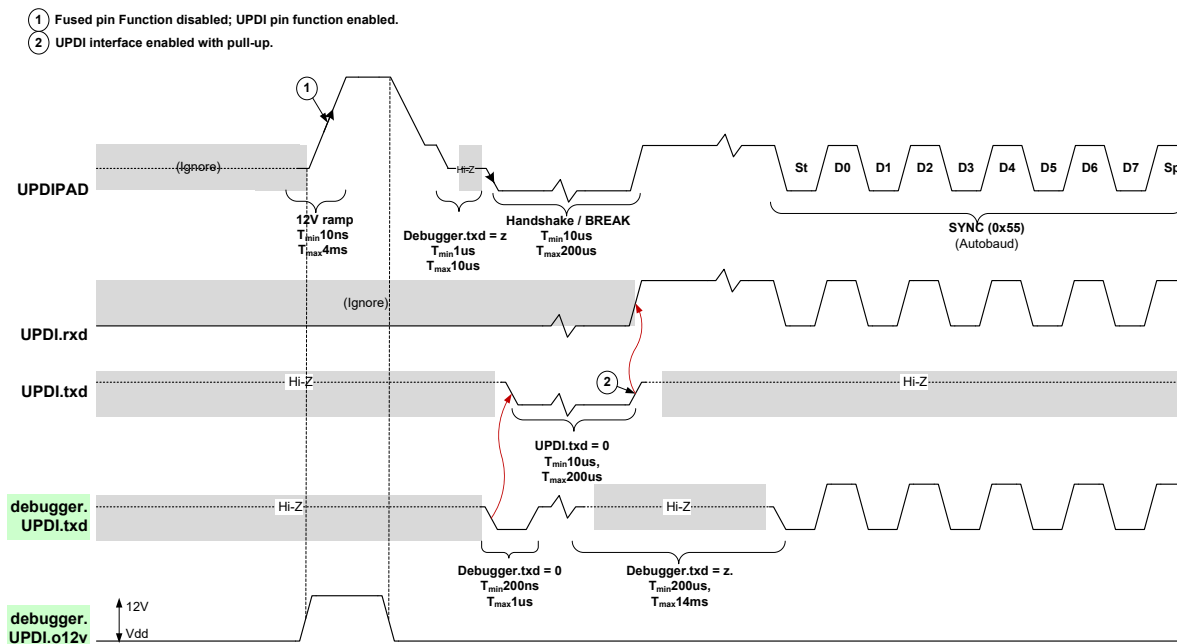 1 Fused pin Function disabled; UPDI pin function enabled.
2 UPDI interface enabled with pull-up.
1
UPDIPAD
(Ignore)
Hi-Z
St D0 D1 D2 D3 D4 D5 D6 D7 Sp
12V ramp
Tmin10ns
Tmax4ms
Debugger.txd = z
Tmin1us
Tmax10us
Handshake / BREAK
Tmin10us
Tmax200us
SYNC (0x55)
(Autobaud)
UPDI.rxd
(Ignore)
UPDI.txd
Hi-Z
2
Hi-Z
UPDI.txd = 0
Tmin10us,
Tmax200us
debugger.
UPDI.txd
Hi-Z
Hi-Z
Debugger.txd = 0
Tmin200ns
Tmax1us
Debugger.txd = z.
Tmin200us,
Tmax14ms
debugger.
UPDI.o12v
12V
Vdd